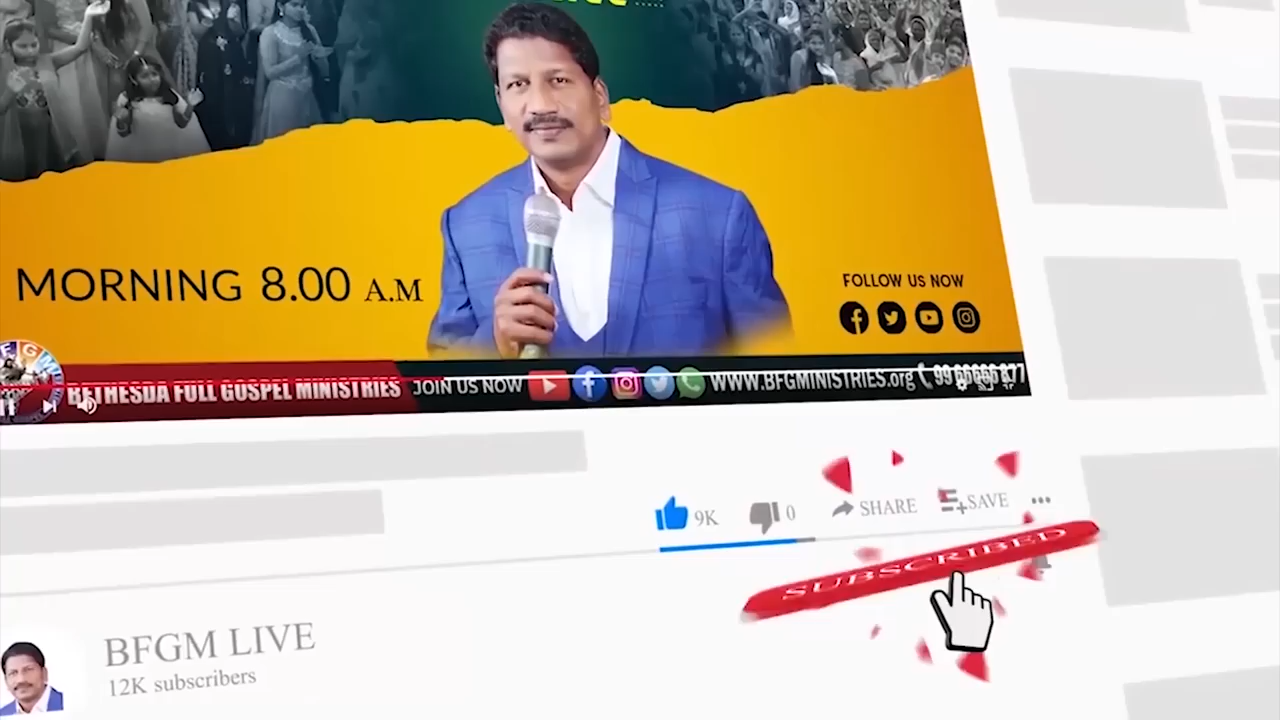 MORNING 8.00 A.M
FOLLOW US NOW
BETHESDA FULL GOSPEL MINISTRIES JOIN US NOW WWW.BFGMINISTRIES.org
9K 0 SHARE SAVE
SUBSCRIBED
BFGM LIVE
12K subscribers